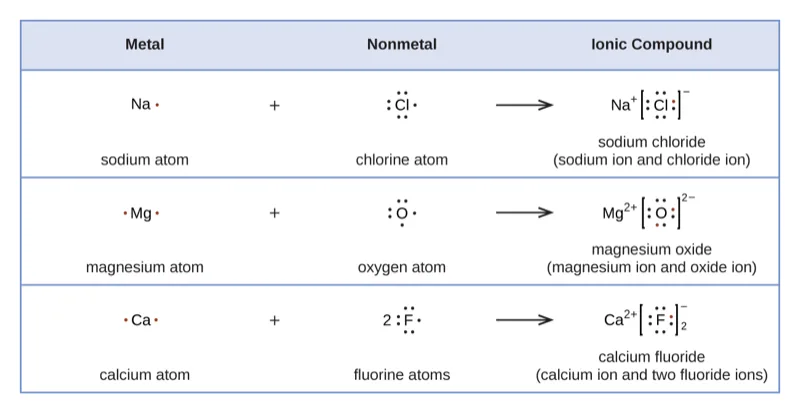 Metal Nonmetal Ionic Compound
Na· + :C̤̈l· ⟶ Na⁺[:C̤̈l:]⁻
sodium atom chlorine atom sodium chloride
(sodium ion and chloride ion)
·Mg· + :Ọ̈· ⟶ Mg²⁺[:Ö̤:]²⁻
magnesium atom oxygen atom magnesium oxide
(magnesium ion and oxide ion)
·Ca· + 2 :F̤̈· ⟶ Ca²⁺[:F̤̈:]⁻₂
calcium atom fluorine atoms calcium fluoride
(calcium ion and two fluoride ions)